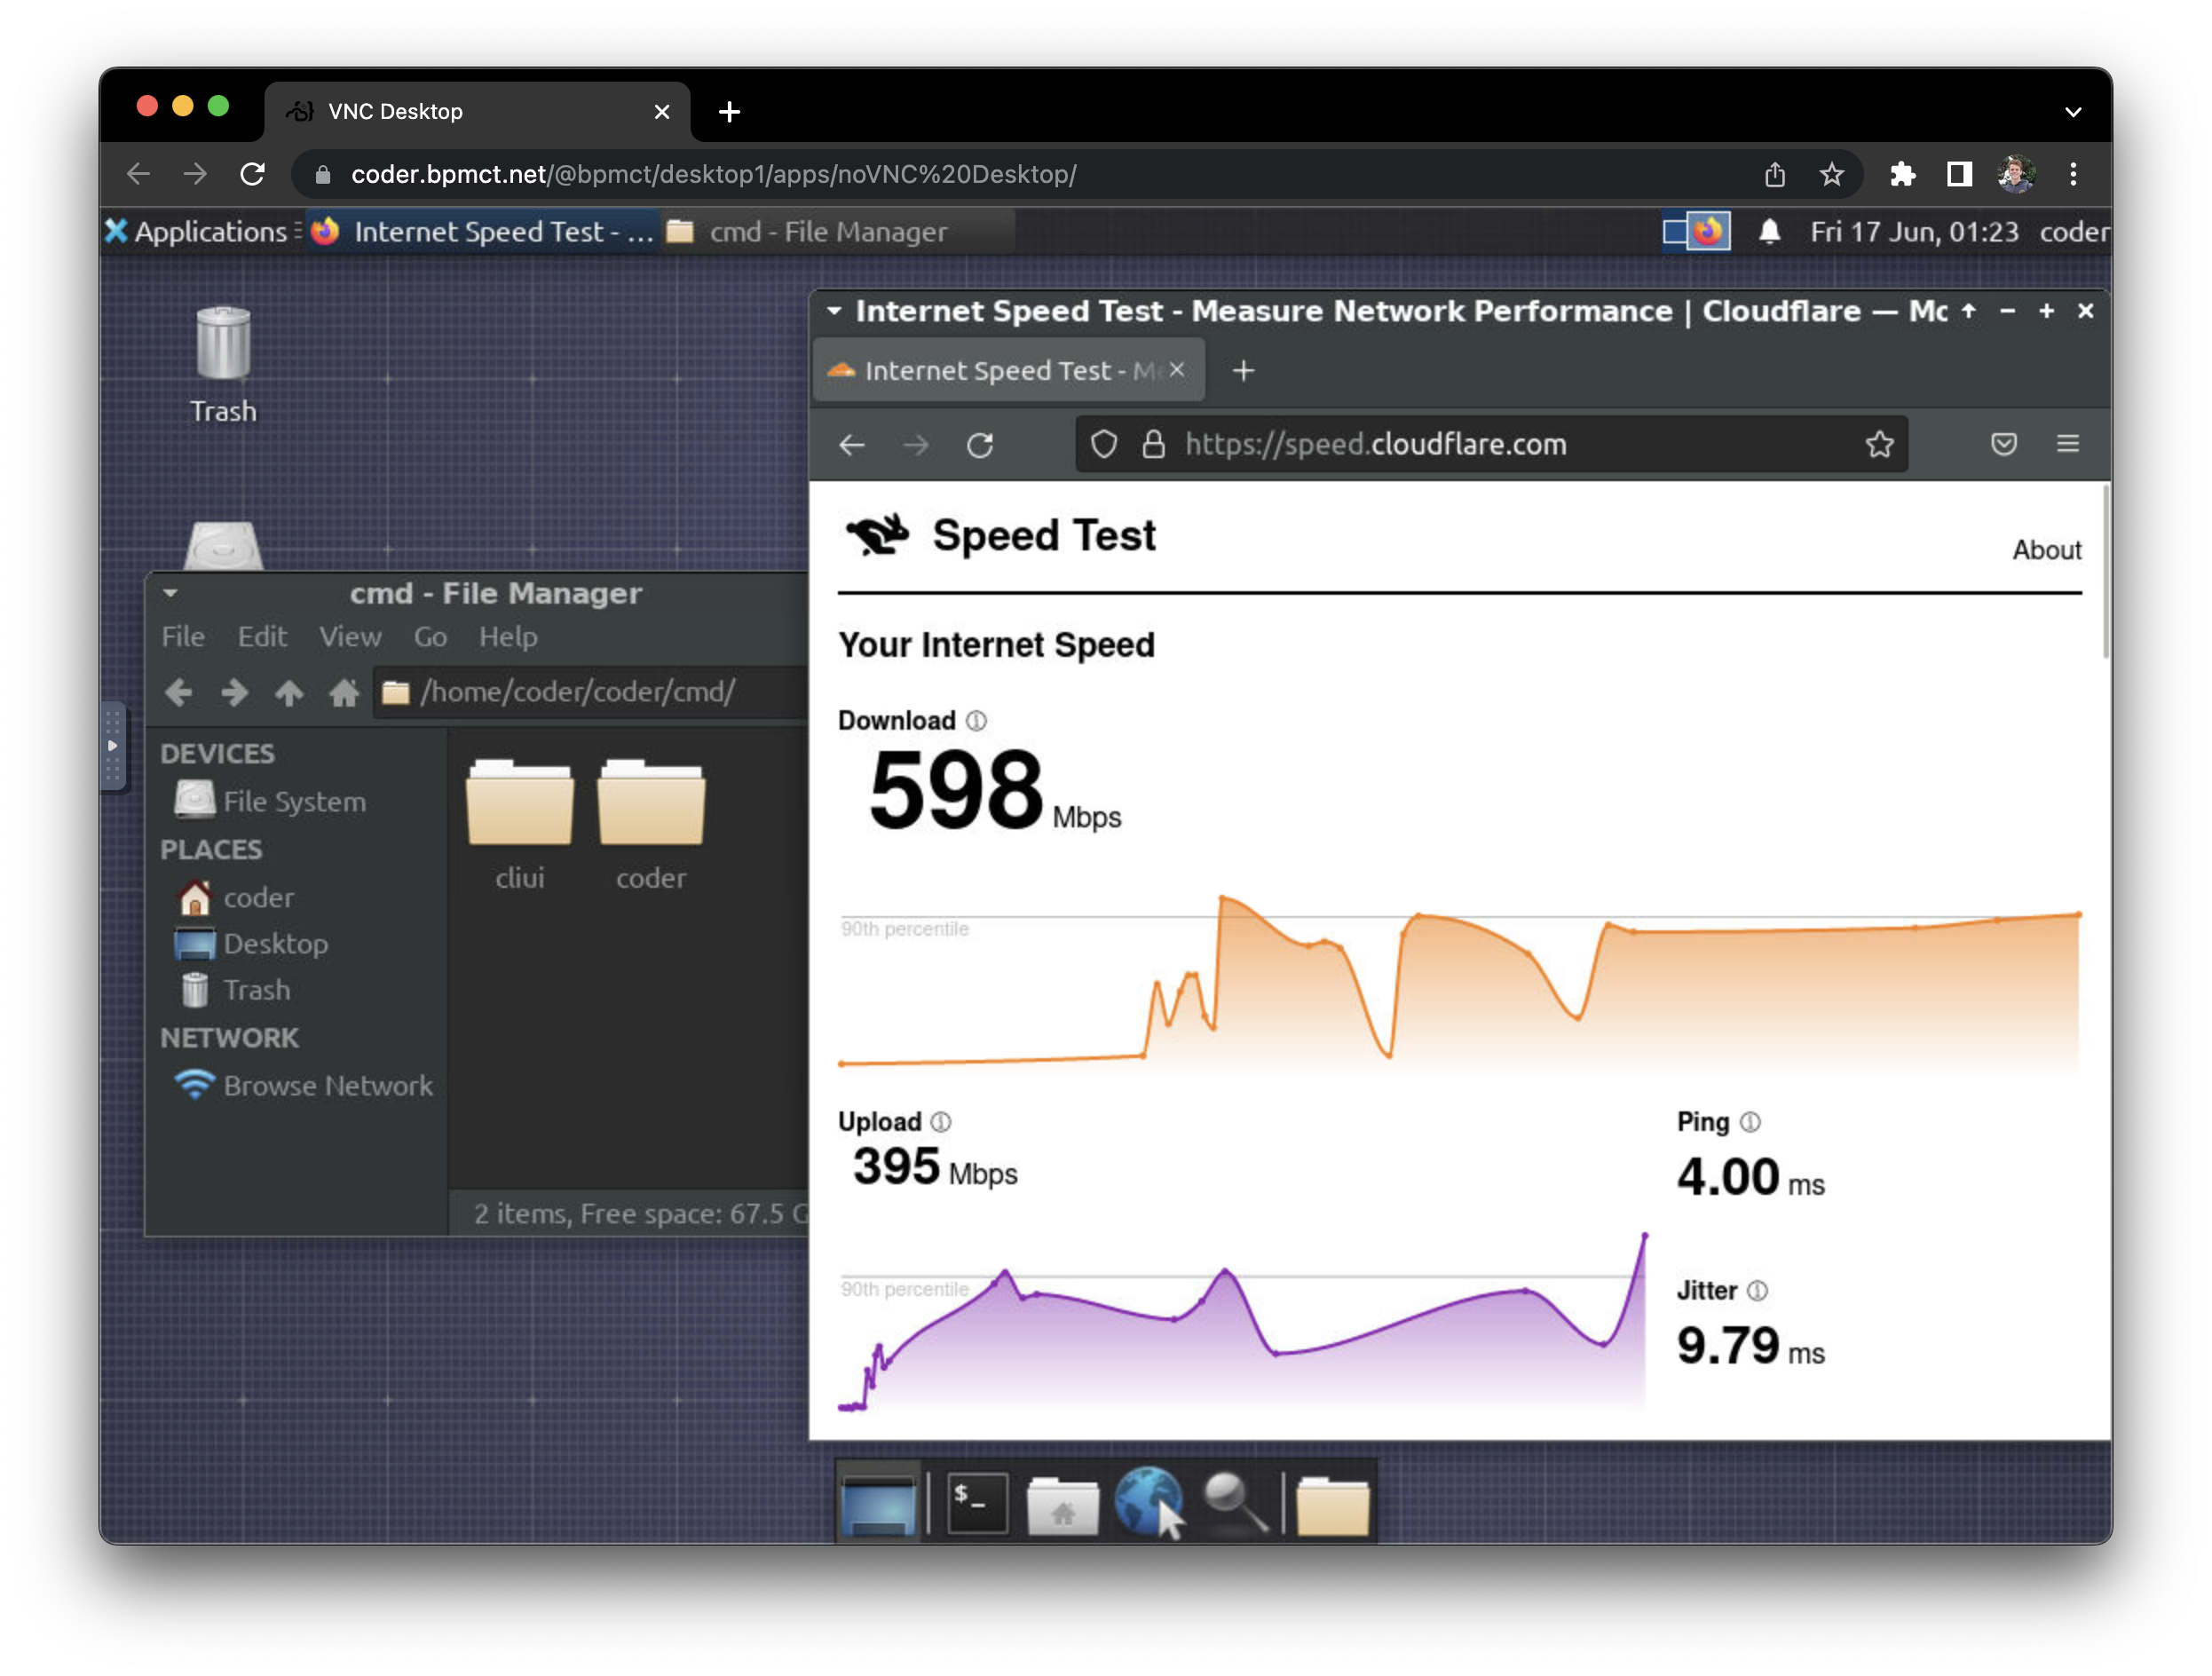 VNC Desktop
coder.bpmct.net/@bpmct/desktop1/apps/noVNC%20Desktop/
Applications Internet Speed Test - ... cmd - File Manager Fri 17 Jun, 01:23 coder
Trash
Internet Speed Test - Measure Network Performance | Cloudflare — Mo
Internet Speed Test - Me
https://speed.cloudflare.com
Speed Test
About
Your Internet Speed
Download
598 Mbps
90th percentile
Upload
395 Mbps
90th percentile
Ping
4.00 ms
Jitter
9.79 ms
cmd - File Manager
File Edit View Go Help
/home/coder/coder/cmd/
DEVICES
File System
PLACES
coder
Desktop
Trash
NETWORK
Browse Network
cliui coder
2 items, Free space: 67.5 G
$_